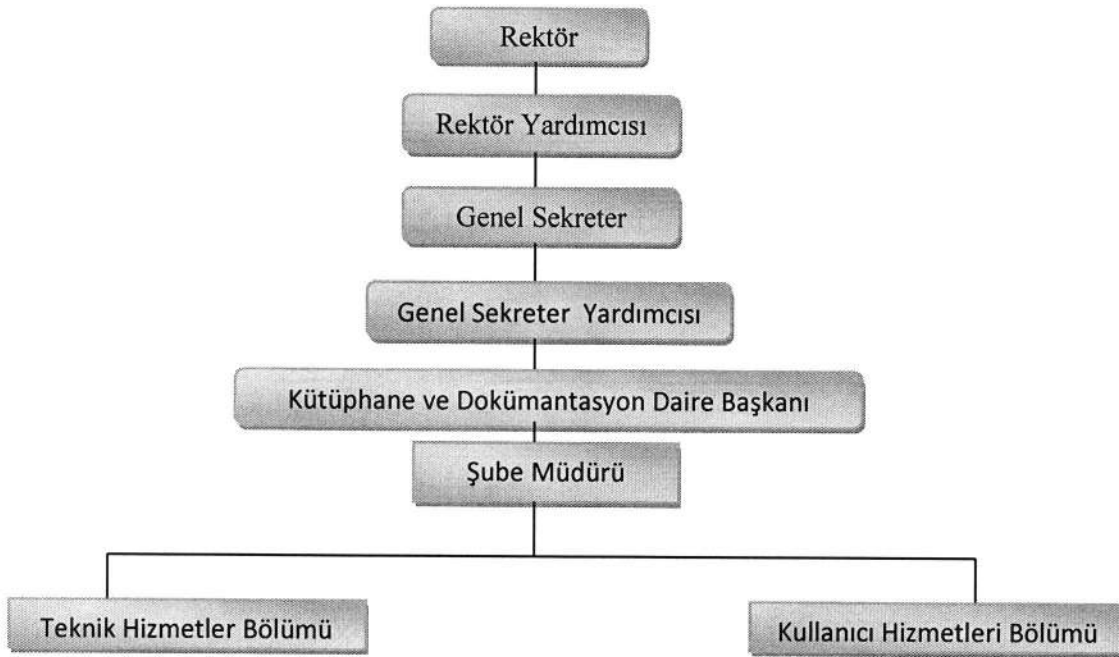 Rektör
Rektör Yardımcısı
Genel Sekreter
Genel Sekreter Yardımcısı
Kütüphane ve Dokümantasyon Daire Başkanı
Şube Müdürü
Teknik Hizmetler Bölümü
Kullanıcı Hizmetleri Bölümü